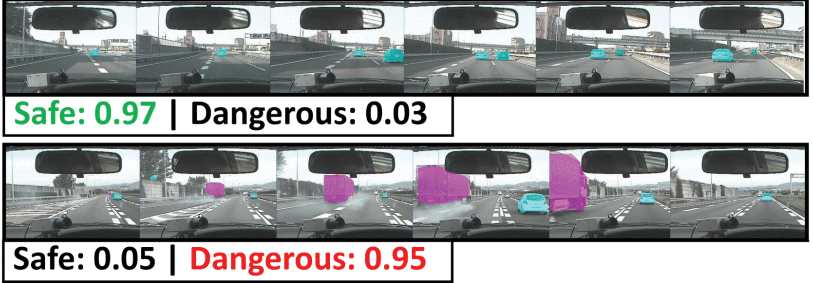 Safe: 0.97 | Dangerous: 0.03
Safe: 0.05 | Dangerous: 0.95